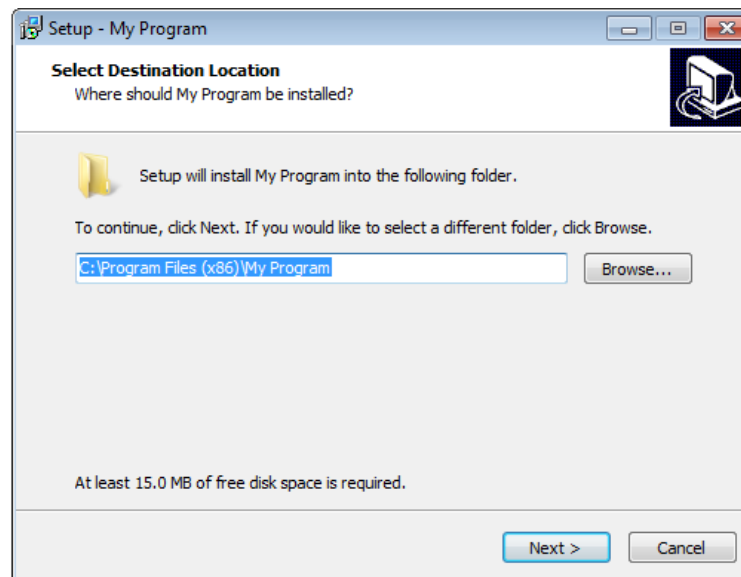 Setup - My Program
Select Destination Location
Where should My Program be installed?
Setup will install My Program into the following folder.
To continue, click Next. If you would like to select a different folder, click Browse.
C:\Program Files (x86)\My Program
Browse...
At least 15.0 MB of free disk space is required.
Next >
Cancel